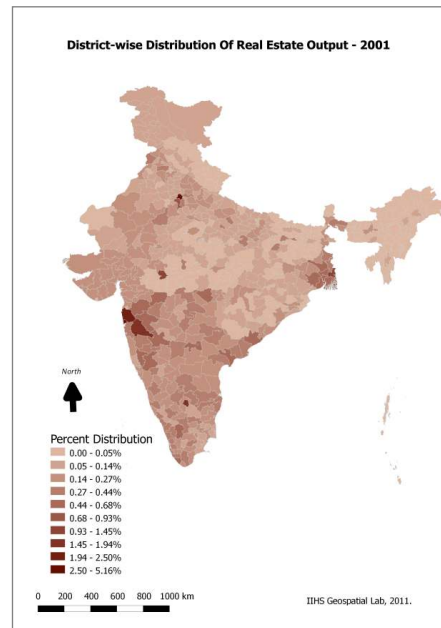 District-wise Distribution Of Real Estate Output - 2001
North
Percent Distribution
0.00 - 0.05%
0.05 - 0.14%
0.14 - 0.27%
0.27 - 0.44%
0.44 - 0.68%
0.68 - 0.93%
0.93 - 1.45%
1.45 - 1.94%
1.94 - 2.50%
2.50 - 5.16%
0 200 400 600 800 1000 km
IIHS Geospatial Lab, 2011.